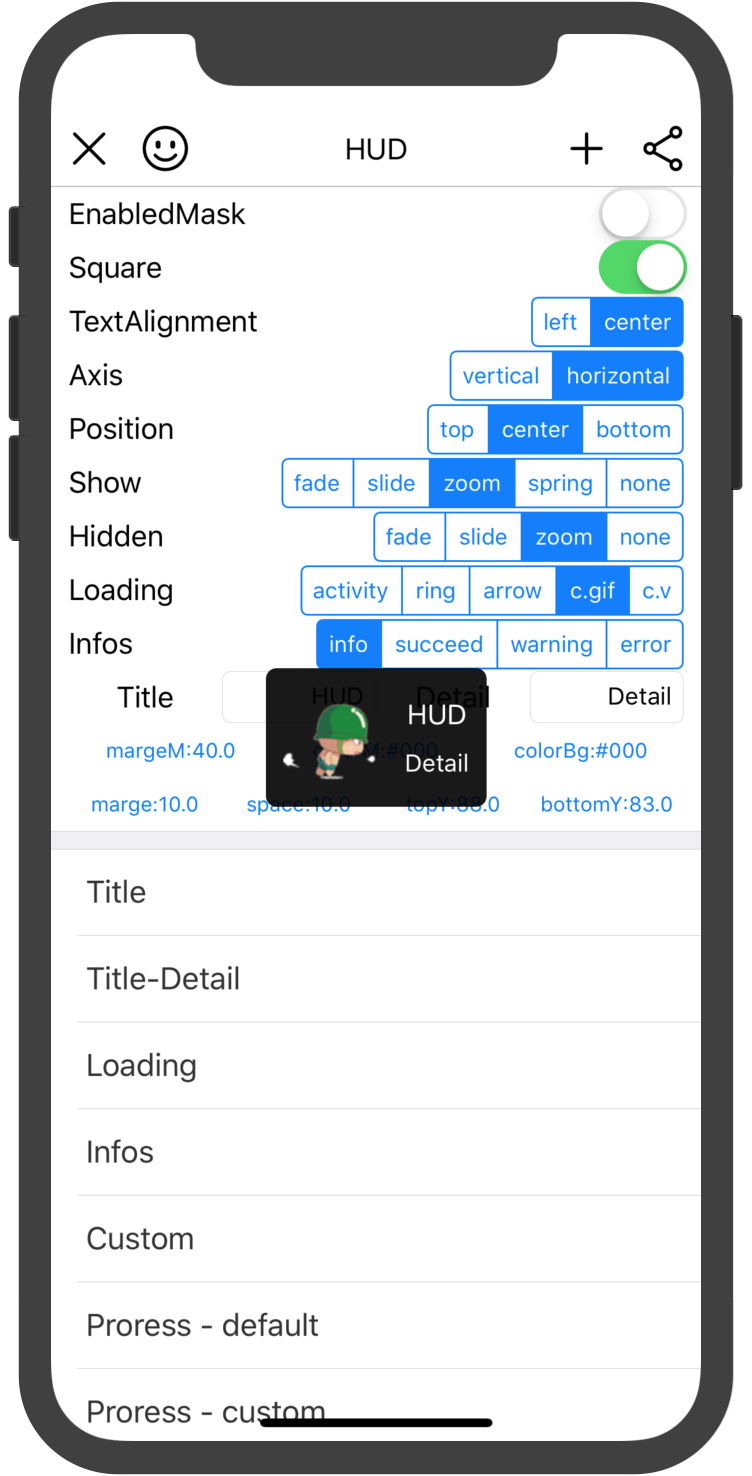 HUD
EnabledMask
Square
TextAlignment left center
Axis vertical horizontal
Position top center bottom
Show fade slide zoom spring none
Hidden fade slide zoom none
Loading activity ring arrow c.gif c.v
Infos info succeed warning error
Title HUD Detail Detail
HUD
margeM:40.0 M:#000 colorBg:#000
Detail
marge:10.0 space:10.0 topY:88.0 bottomY:83.0
Title
Title-Detail
Loading
Infos
Custom
Proress - default
Proress - custom